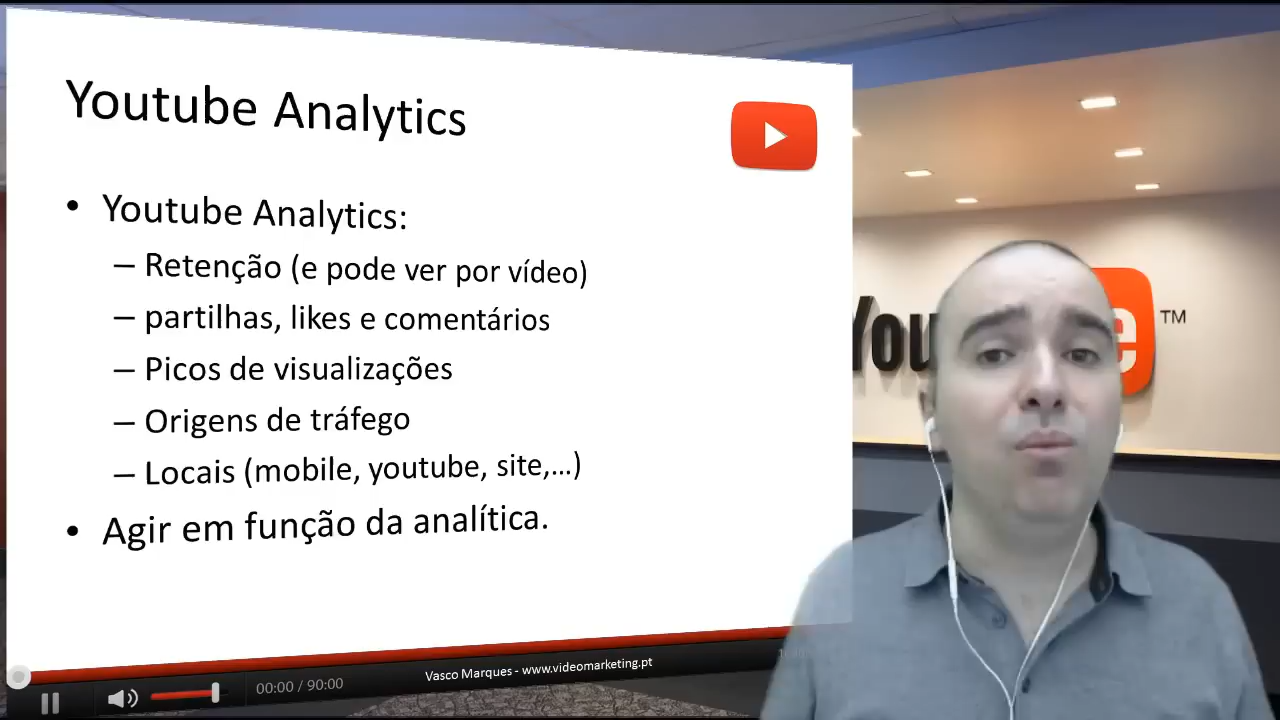 Youtube Analytics
• Youtube Analytics:
– Retenção (e pode ver por vídeo)
– partilhas, likes e comentários
– Picos de visualizações
– Origens de tráfego
– Locais (mobile, youtube, site,...)
• Agir em função da analítica.
You e TM
Vasco Marques - www.videomarketing.pt
00:00 / 90:00